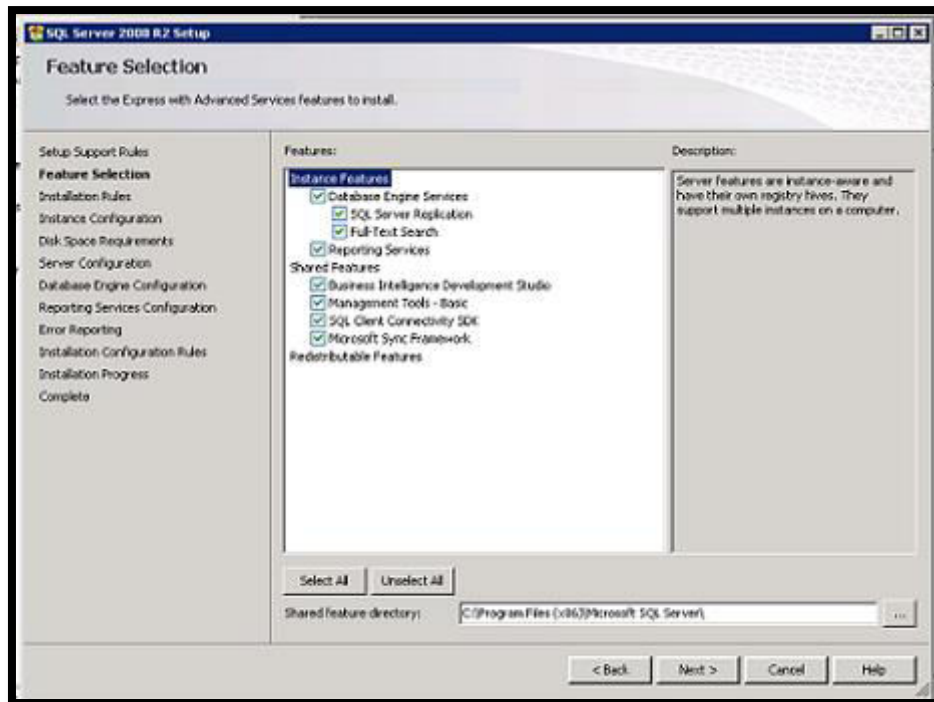 SQL Server 2008 R2 Setup
Feature Selection
Select the Express with Advanced Services features to install.
Setup Support Rules
Feature Selection
Installation Rules
Instance Configuration
Disk Space Requirements
Server Configuration
Database Engine Configuration
Reporting Services Configuration
Error Reporting
Installation Configuration Rules
Installation Progress
Complete
Features:
Instance Features
Database Engine Services
SQL Server Replication
Full-Text Search
Reporting Services
Shared Features
Business Intelligence Development Studio
Management Tools - Basic
SQL Client Connectivity SDK
Microsoft Sync Framework
Redistributable Features
Description:
Server features are instance-aware and
have their own registry hives. They
support multiple instances on a computer.
Select All
Unselect All
Shared feature directory:
C:\Program Files (x86)\Microsoft SQL Server\
...
< Back
Next >
Cancel
Help